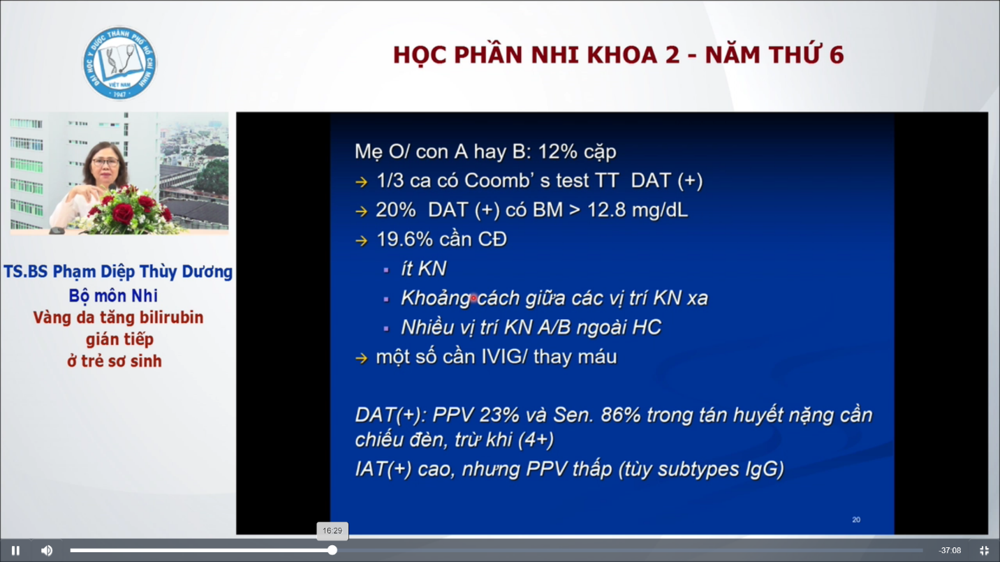 ĐẠI HỌC Y DƯỢC THÀNH PHỐ HỒ CHÍ MINH
VIỆT NAM
1947
HỌC PHẦN NHI KHOA 2 - NĂM THỨ 6
TS.BS Phạm Diệp Thùy Dương
Bộ môn Nhi
Vàng da tăng bilirubin
gián tiếp
ở trẻ sơ sinh
Mẹ O/ con A hay B: 12% cặp
→ 1/3 ca có Coomb’ s test TT DAT (+)
→ 20% DAT (+) có BM > 12.8 mg/dL
→ 19.6% cần CĐ
▪ ít KN
▪ Khoảng cách giữa các vị trí KN xa
▪ Nhiều vị trí KN A/B ngoài HC
→ một số cần IVIG/ thay máu
DAT(+): PPV 23% và Sen. 86% trong tán huyết nặng cần
chiếu đèn, trừ khi (4+)
IAT(+) cao, nhưng PPV thấp (tùy subtypes IgG)
20
16:29
-37:08